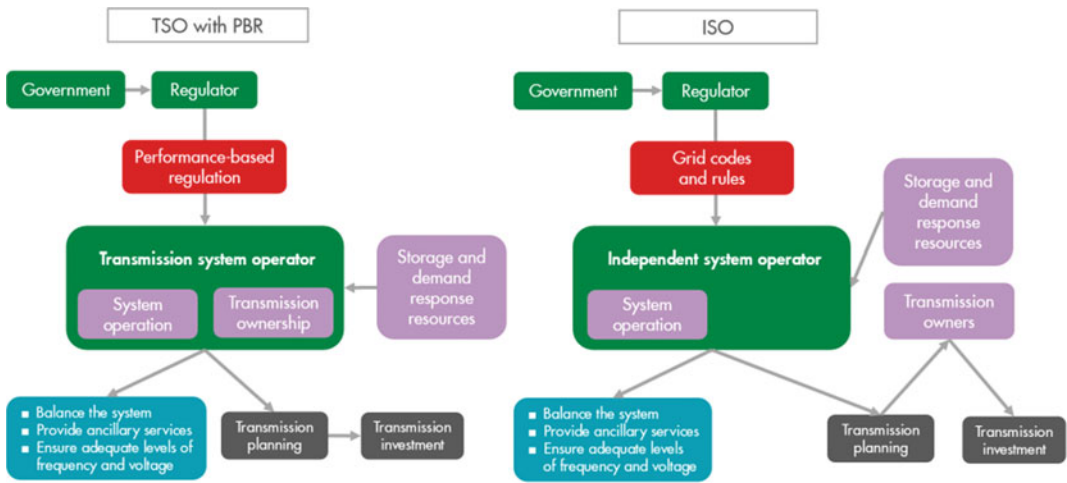 TSO with PBR
Government
Regulator
Performance-based
regulation
Transmission system operator
System
operation
Transmission
ownership
Storage and
demand
response
resources
▪ Balance the system
▪ Provide ancillary services
▪ Ensure adequate levels
of frequency and voltage
Transmission
planning
Transmission
investment
ISO
Government
Regulator
Grid codes
and rules
Storage and
demand
response
resources
Independent system operator
System
operation
Transmission
owners
▪ Balance the system
▪ Provide ancillary services
▪ Ensure adequate levels
of frequency and voltage
Transmission
planning
Transmission
investment